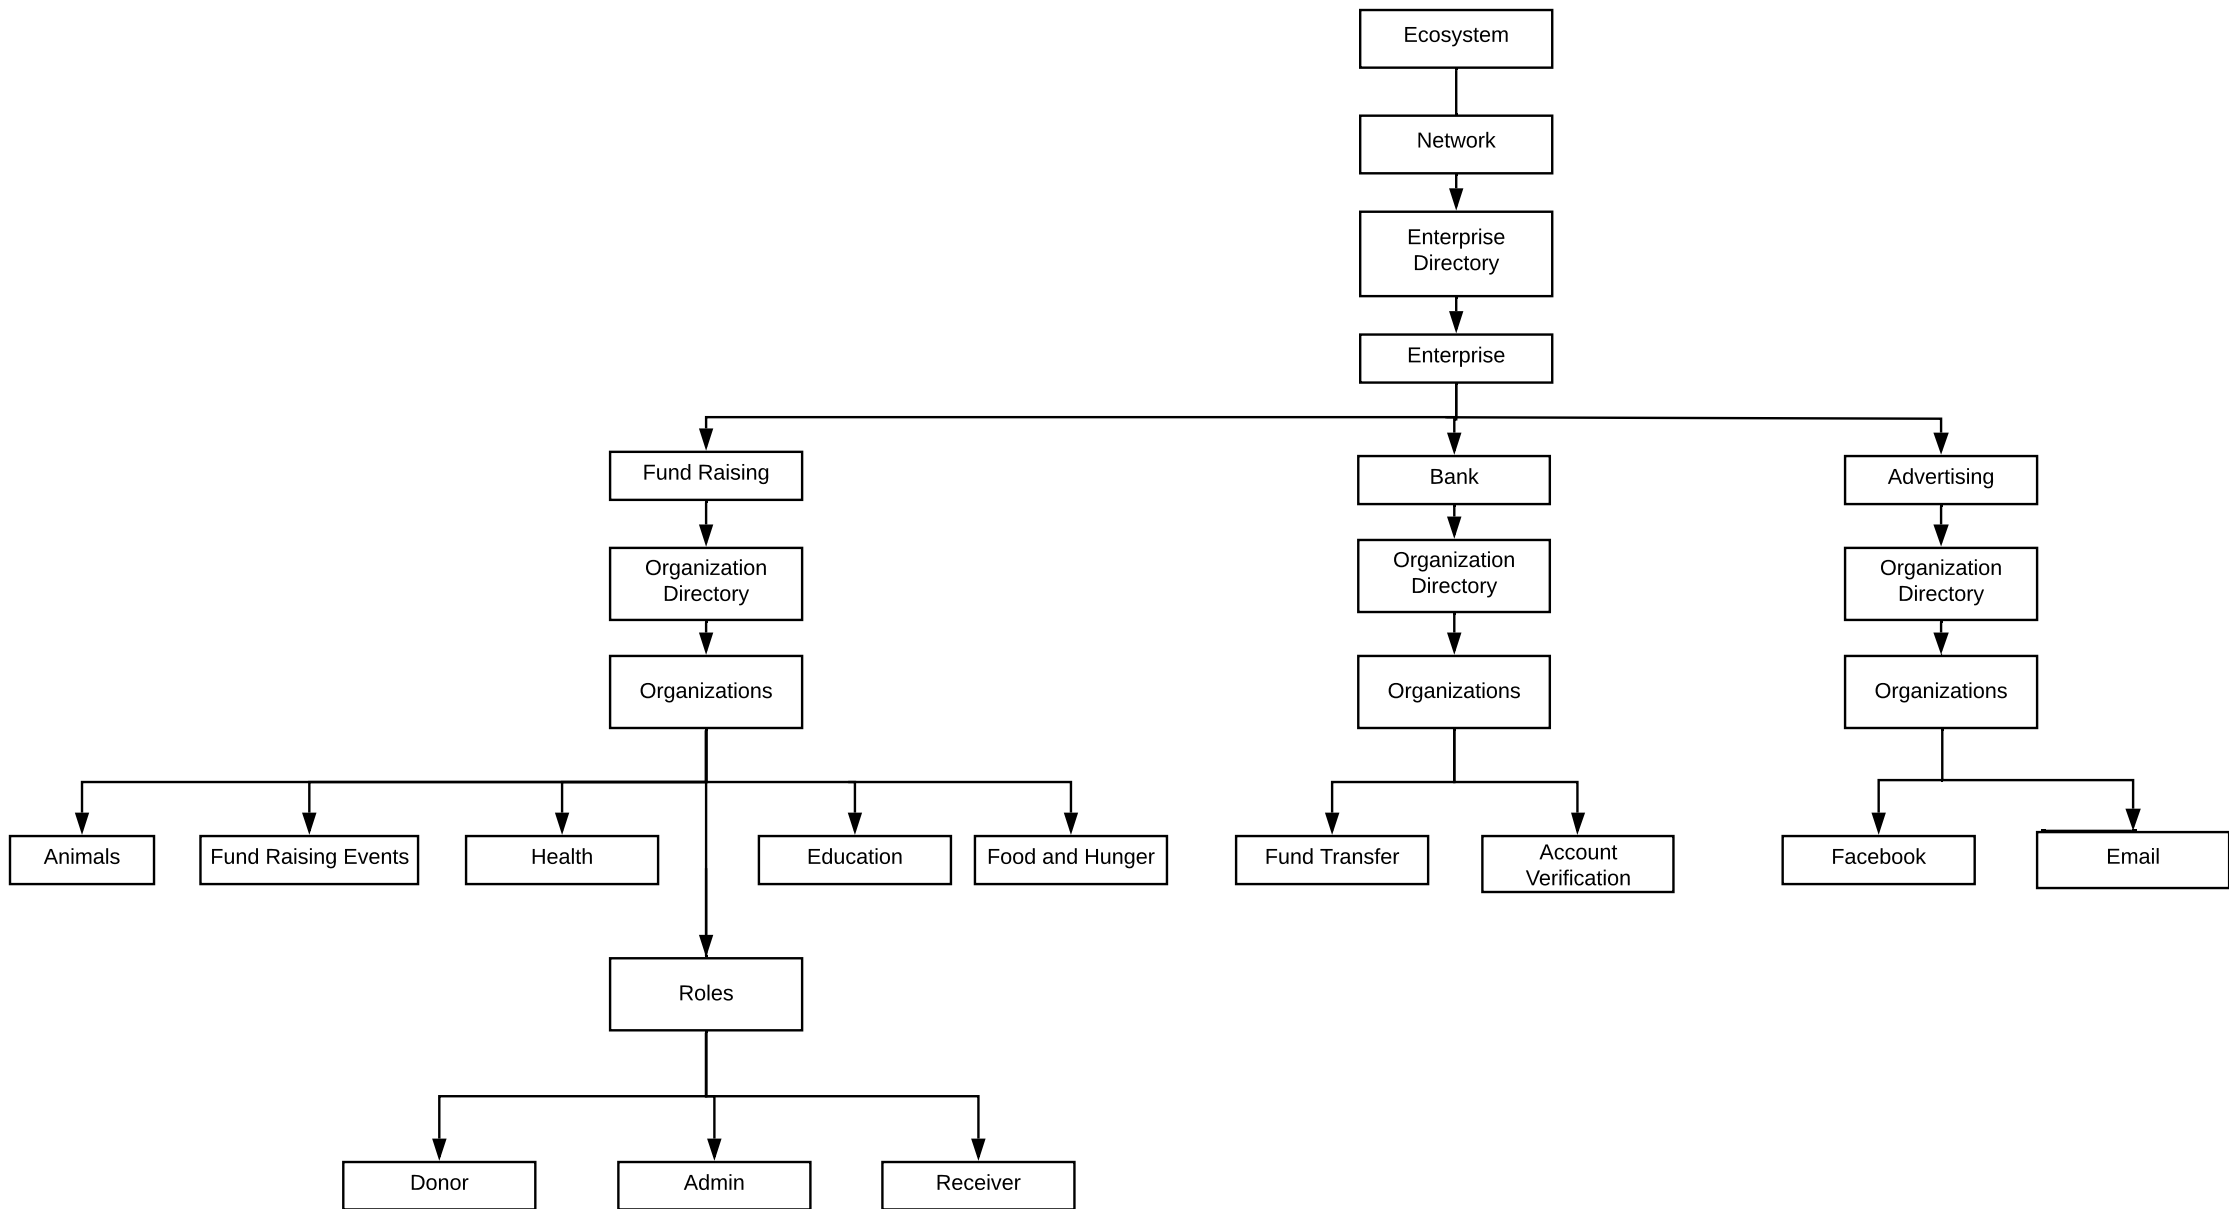 Ecosystem
Network
Enterprise
Directory
Enterprise
Fund Raising
Bank
Advertising
Organization
Directory
Organization
Directory
Organization
Directory
Organizations
Organizations
Organizations
Animals
Fund Raising Events
Health
Education
Food and Hunger
Fund Transfer
Account
Verification
Facebook
Email
Roles
Donor
Admin
Receiver